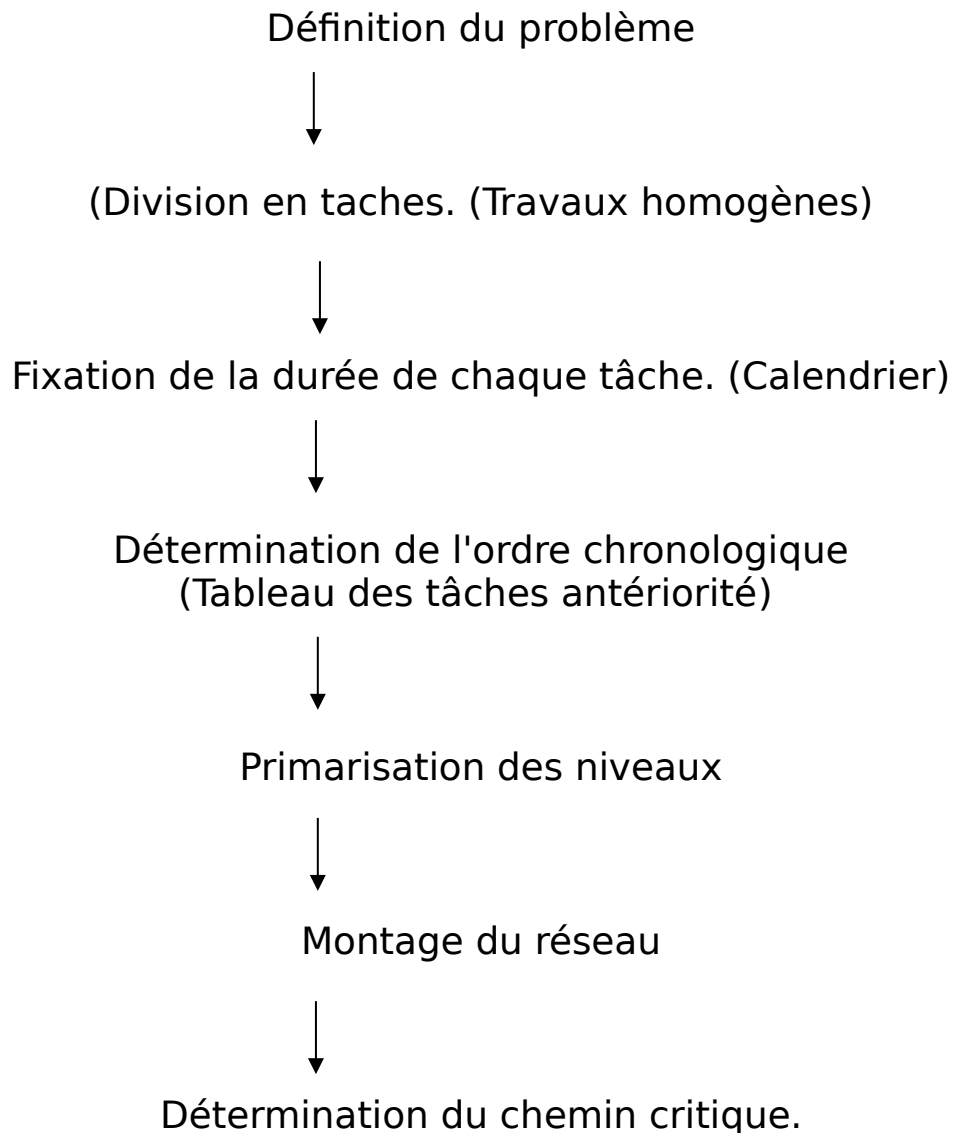 Définition du problème
(Division en taches. (Travaux homogènes)
Fixation de la durée de chaque tâche. (Calendrier)
Détermination de l'ordre chronologique
(Tableau des tâches antériorité)
Primarisation des niveaux
Montage du réseau
Détermination du chemin critique.